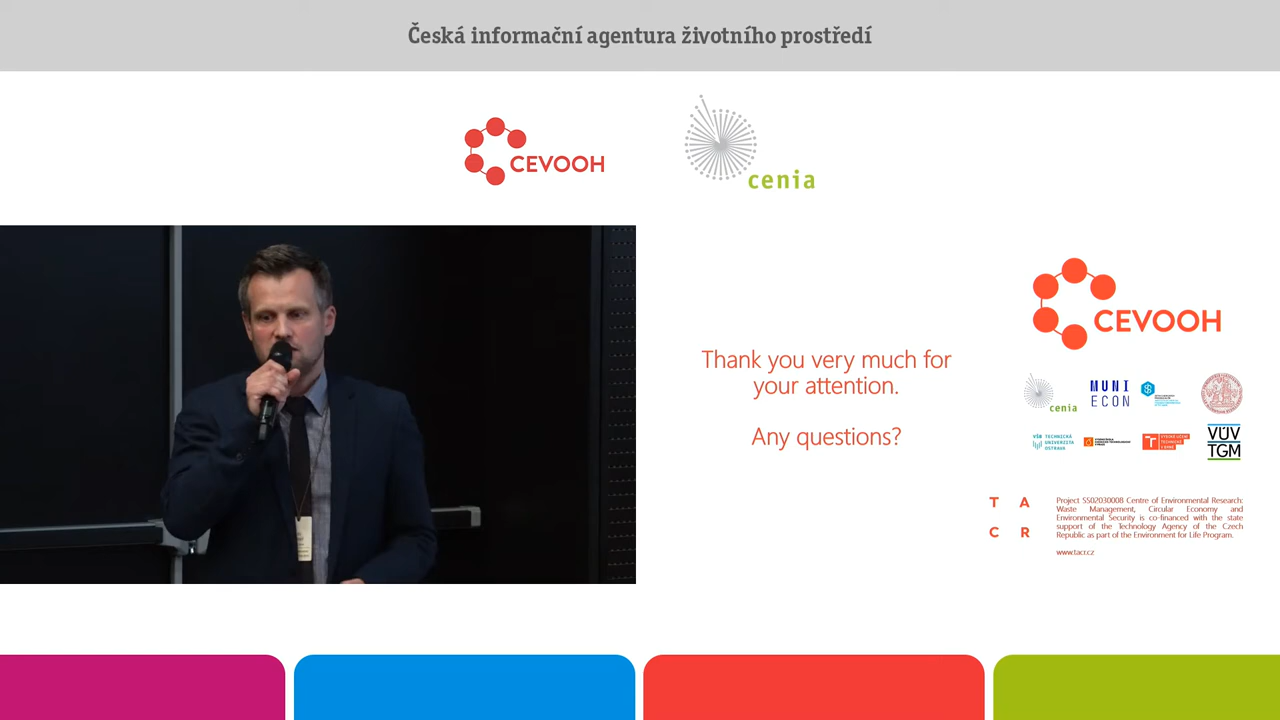 Česká informační agentura životního prostředí
CEVOOH
cenia
Thank you very much for
your attention.
Any questions?
CEVOOH
cenia
MUNI
ECON
VŠB TECHNICKÁ
UNIVERZITA
OSTRAVA
VÚV
TGM
T A
C R
Project SS02030008 Centre of Environmental Research:
Waste Management, Circular Economy and
Environmental Security is co-financed with the state
support of the Technology Agency of the Czech
Republic as part of the Environment for Life Program.
www.tacr.cz